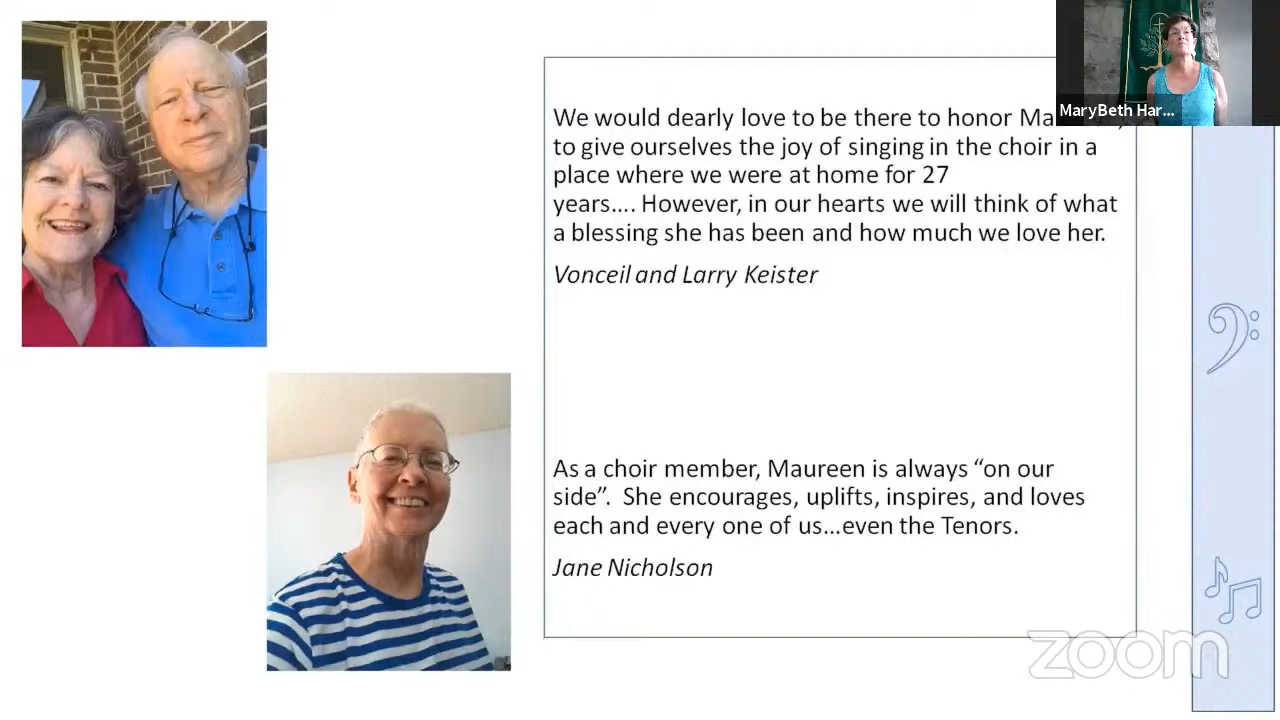 MaryBeth Har...
We would dearly love to be there to honor
to give ourselves the joy of singing in the choir in a
place where we were at home for 27
years.... However, in our hearts we will think of what
a blessing she has been and how much we love her.
Vonceil and Larry Keister
As a choir member, Maureen is always “on our
side”.  She encourages, uplifts, inspires, and loves
each and every one of us...even the Tenors.
Jane Nicholson
zoom